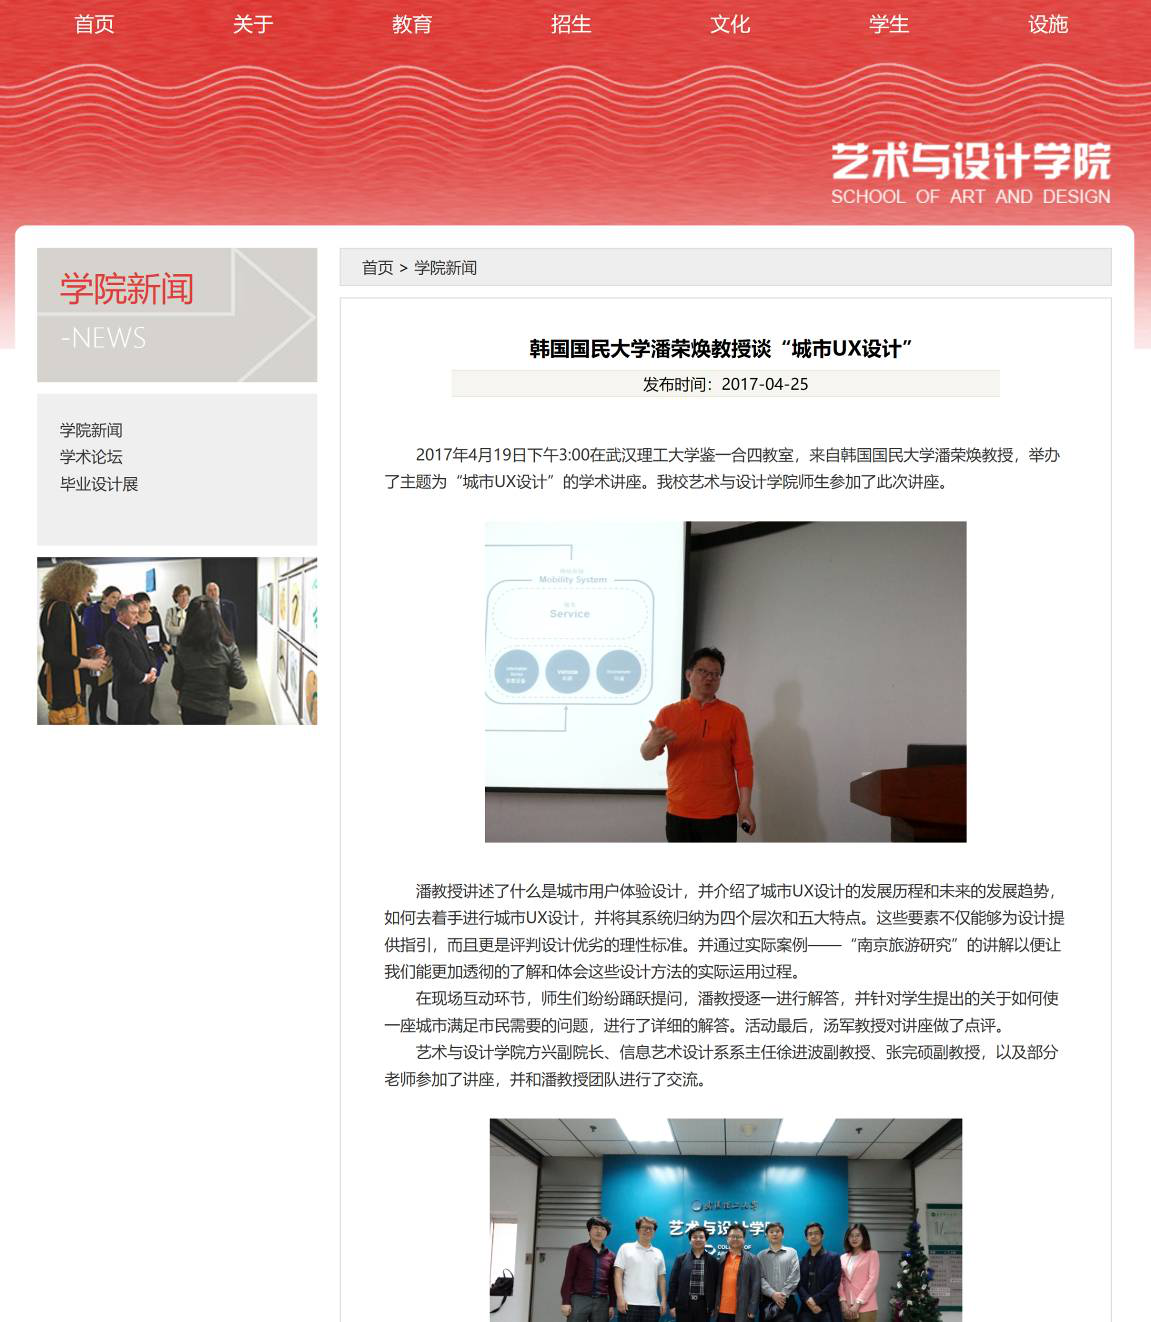 首页 关于 教育 招生 文化 学生 设施
艺术与设计学院
SCHOOL OF ART AND DESIGN
学院新闻
-NEWS
学院新闻
学术论坛
毕业设计展
首页 > 学院新闻
韩国国民大学潘荣焕教授谈“城市UX设计”
发布时间：2017-04-25
2017年4月19日下午3:00在武汉理工大学鉴一合四教室，来自韩国国民大学潘荣焕教授，举办
了主题为“城市UX设计”的学术讲座。我校艺术与设计学院师生参加了此次讲座。
Mobility System
Service
潘教授讲述了什么是城市用户体验设计，并介绍了城市UX设计的发展历程和未来的发展趋势，
如何去着手进行城市UX设计，并将其系统归纳为四个层次和五大特点。这些要素不仅能够为设计提
供指引，而且更是评判设计优劣的理性标准。并通过实际案例——“南京旅游研究”的讲解以便让
我们能更加透彻的了解和体会这些设计方法的实际运用过程。
在现场互动环节，师生们纷纷踊跃提问，潘教授逐一进行解答，并针对学生提出的关于如何使
一座城市满足市民需要的问题，进行了详细的解答。活动最后，汤军教授对讲座做了点评。
艺术与设计学院方兴副院长、信息艺术设计系系主任徐进波副教授、张完硕副教授，以及部分
老师参加了讲座，并和潘教授团队进行了交流。
武汉理工大学
艺术与设计学院
COLLEGE OF